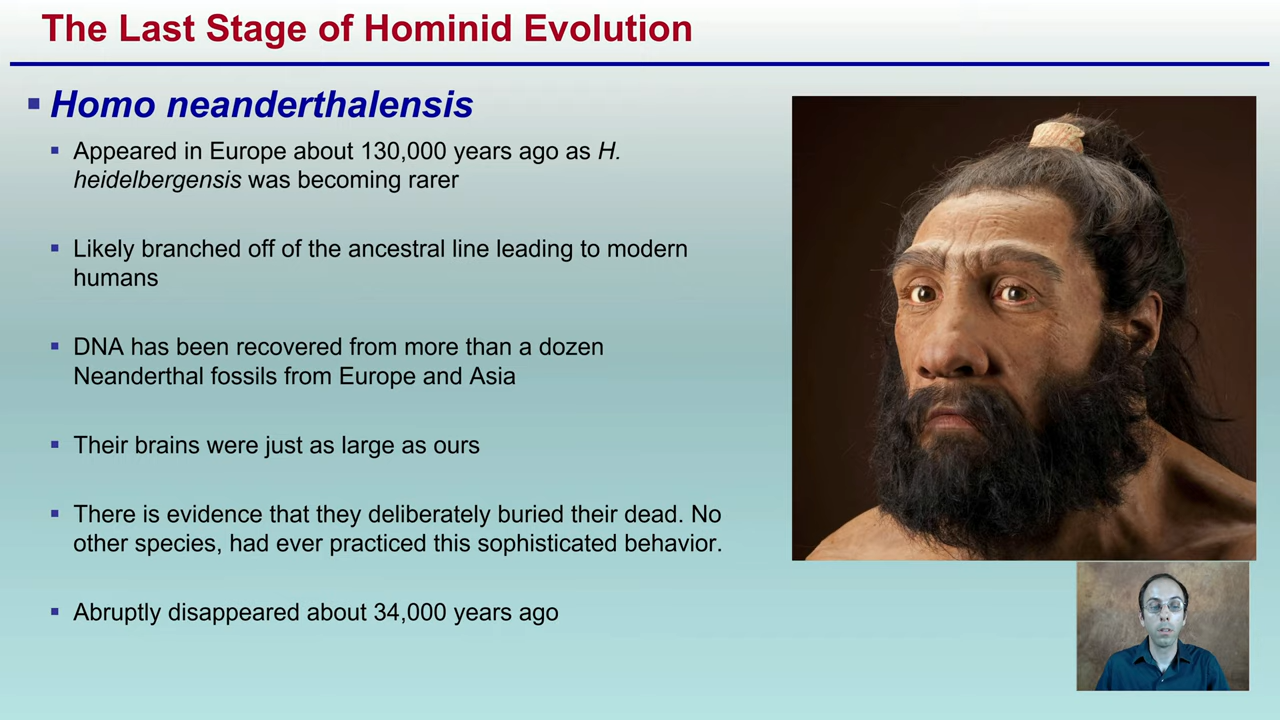 The Last Stage of Hominid Evolution
Homo neanderthalensis
Appeared in Europe about 130,000 years ago as H.
heidelbergensis was becoming rarer
Likely branched off of the ancestral line leading to modern
humans
DNA has been recovered from more than a dozen
Neanderthal fossils from Europe and Asia
Their brains were just as large as ours
There is evidence that they deliberately buried their dead. No
other species, had ever practiced this sophisticated behavior.
Abruptly disappeared about 34,000 years ago